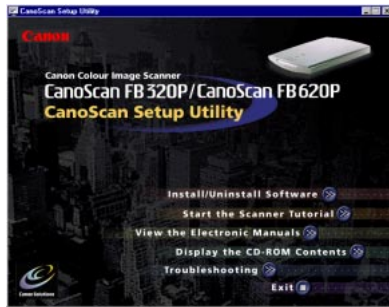 CanoScan Setup Utility
Canon
Canon Colour Image Scanner
CanoScan FB320P/CanoScan FB620P
CanoScan Setup Utility
Install/Uninstall Software
Start the Scanner Tutorial
View the Electronic Manuals
Display the CD-ROM Contents
Troubleshooting
Exit